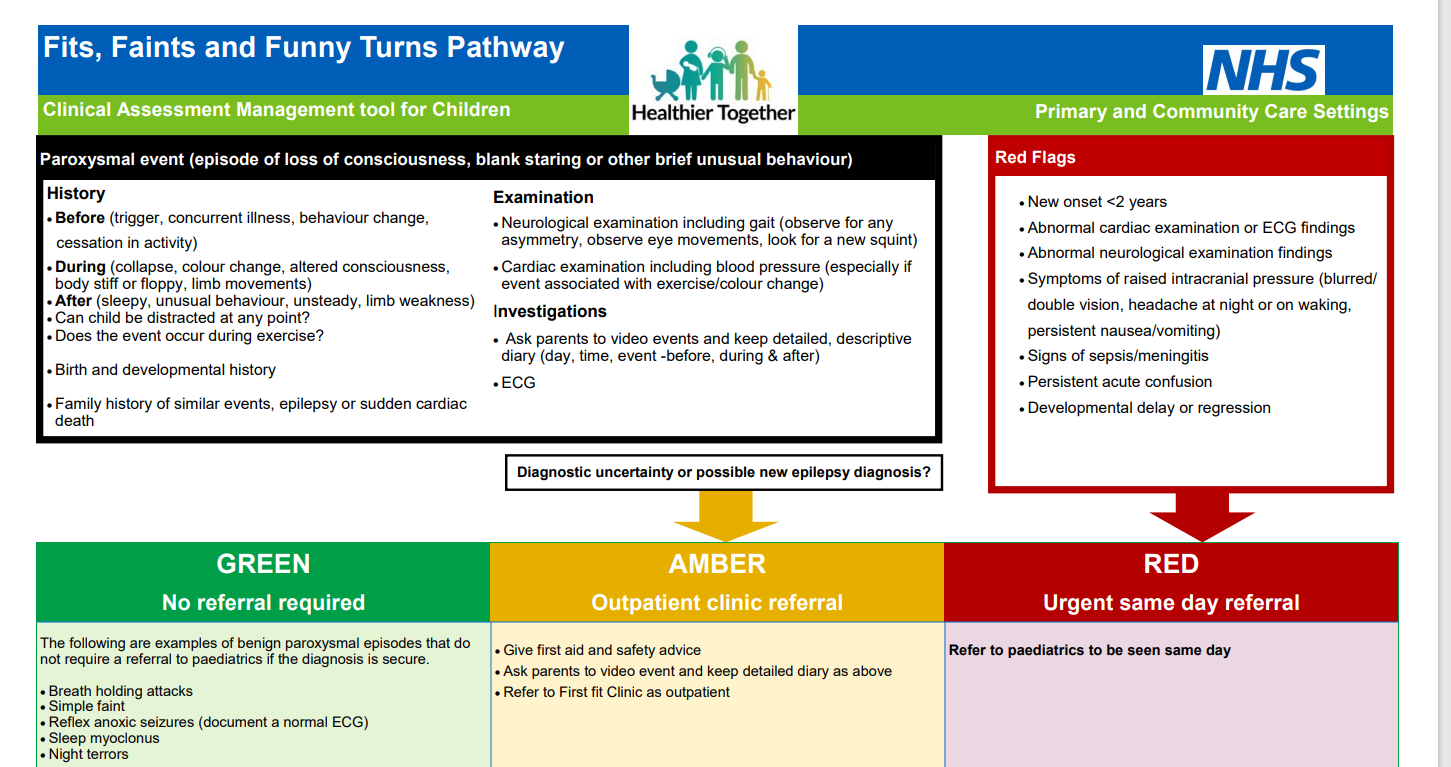 Fits, Faints and Funny Turns Pathway
Clinical Assessment Management tool for Children
Healthier Together
NHS
Primary and Community Care Settings
Paroxysmal event (episode of loss of consciousness, blank staring or other brief unusual behaviour)
History
• Before (trigger, concurrent illness, behaviour change,
cessation in activity)
• During (collapse, colour change, altered consciousness,
body stiff or floppy, limb movements)
• After (sleepy, unusual behaviour, unsteady, limb weakness)
• Can child be distracted at any point?
• Does the event occur during exercise?
• Birth and developmental history
• Family history of similar events, epilepsy or sudden cardiac
death
Examination
• Neurological examination including gait (observe for any
asymmetry, observe eye movements, look for a new squint)
• Cardiac examination including blood pressure (especially if
event associated with exercise/colour change)
Investigations
• Ask parents to video events and keep detailed, descriptive
diary (day, time, event -before, during & after)
• ECG
Red Flags
• New onset <2 years
• Abnormal cardiac examination or ECG findings
• Abnormal neurological examination findings
• Symptoms of raised intracranial pressure (blurred/
double vision, headache at night or on waking,
persistent nausea/vomiting)
• Signs of sepsis/meningitis
• Persistent acute confusion
• Developmental delay or regression
Diagnostic uncertainty or possible new epilepsy diagnosis?
GREEN
No referral required
The following are examples of benign paroxysmal episodes that do
not require a referral to paediatrics if the diagnosis is secure.
• Breath holding attacks
• Simple faint
• Reflex anoxic seizures (document a normal ECG)
• Sleep myoclonus
• Night terrors
AMBER
Outpatient clinic referral
• Give first aid and safety advice
• Ask parents to video event and keep detailed diary as above
• Refer to First fit Clinic as outpatient
RED
Urgent same day referral
Refer to paediatrics to be seen same day